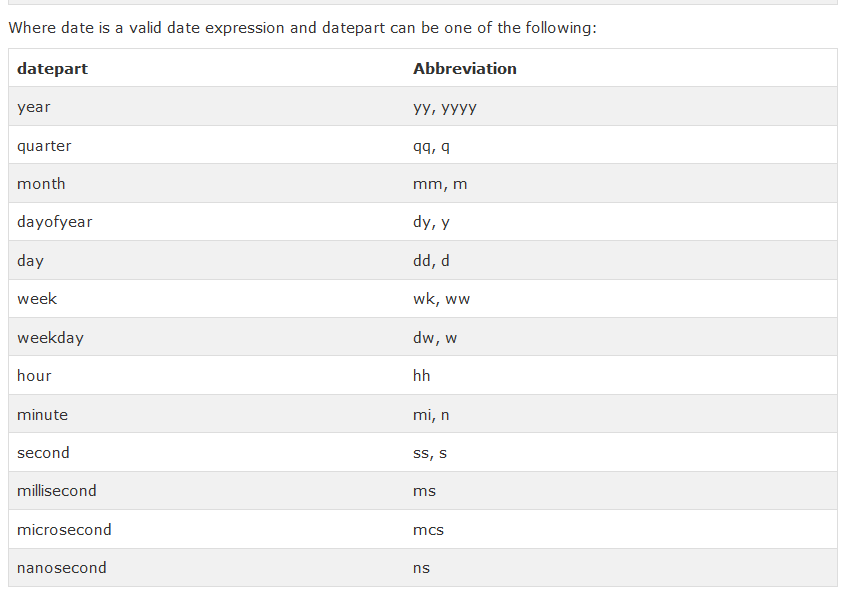 Where date is a valid date expression and datepart can be one of the following:
datepart Abbreviation
year yy, yyyy
quarter qq, q
month mm, m
dayofyear dy, y
day dd, d
week wk, ww
weekday dw, w
hour hh
minute mi, n
second ss, s
millisecond ms
microsecond mcs
nanosecond ns